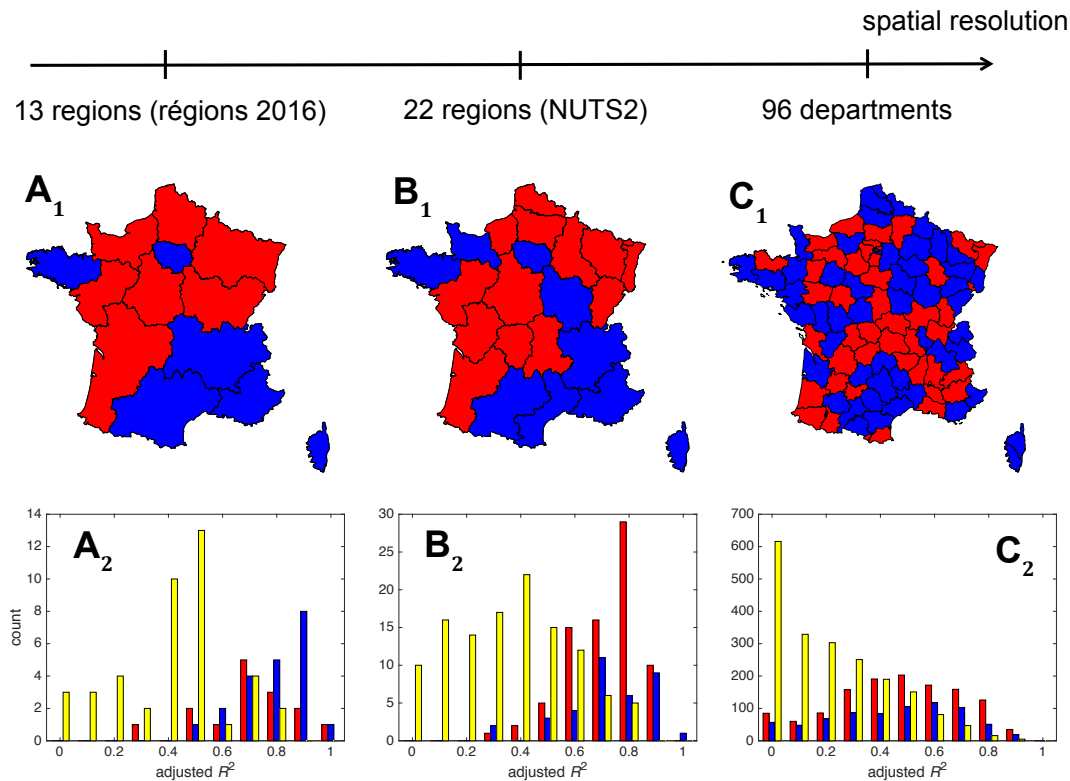 spatial resolution
13 regions (régions 2016) 22 regions (NUTS2) 96 departments
A1 B1 C1
A2 B2 C2
14
12
10
8
6
4
2
0
count
0 0.2 0.4 0.6 0.8 1
adjusted R2
30
25
20
15
10
5
0
0 0.2 0.4 0.6 0.8 1
adjusted R2
700
600
500
400
300
200
100
0
0 0.2 0.4 0.6 0.8 1
adjusted R2